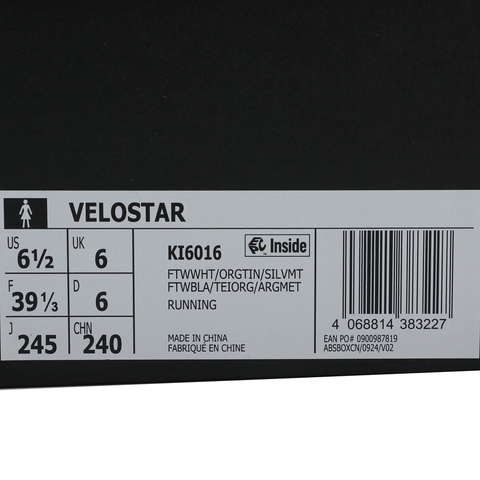 VELOSTAR
US 6½ UK 6
F 39⅓ D 6
J 245 CHN 240
KI6016 Inside
FTWWHT/ORGTIN/SILVMT
FTWBLA/TEIORG/ARGMET
RUNNING
MADE IN CHINA
FABRIQUÉ EN CHINE
4 068814 383227
EAN PO# 0900987819
ABSBOXCN/0924/V02